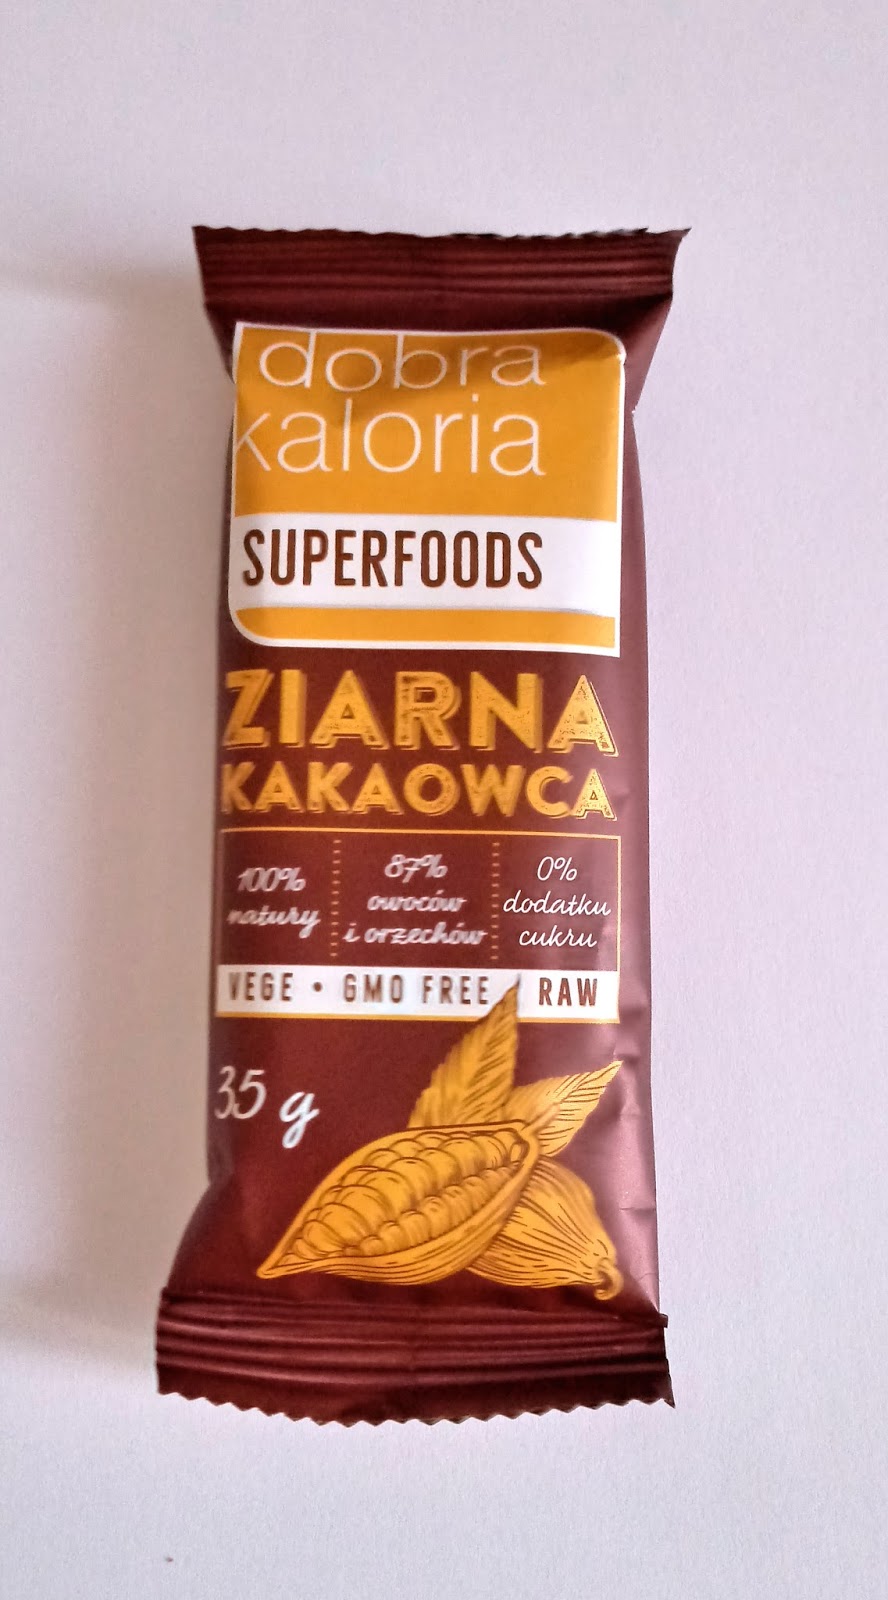 dobra
kaloria
SUPERFOODS
ZIARNA
KAKAOWCA
100%
natury
87%
owoców
i orzechów
0%
dodatku
cukru
VEGE • GMO FREE RAW
35 g